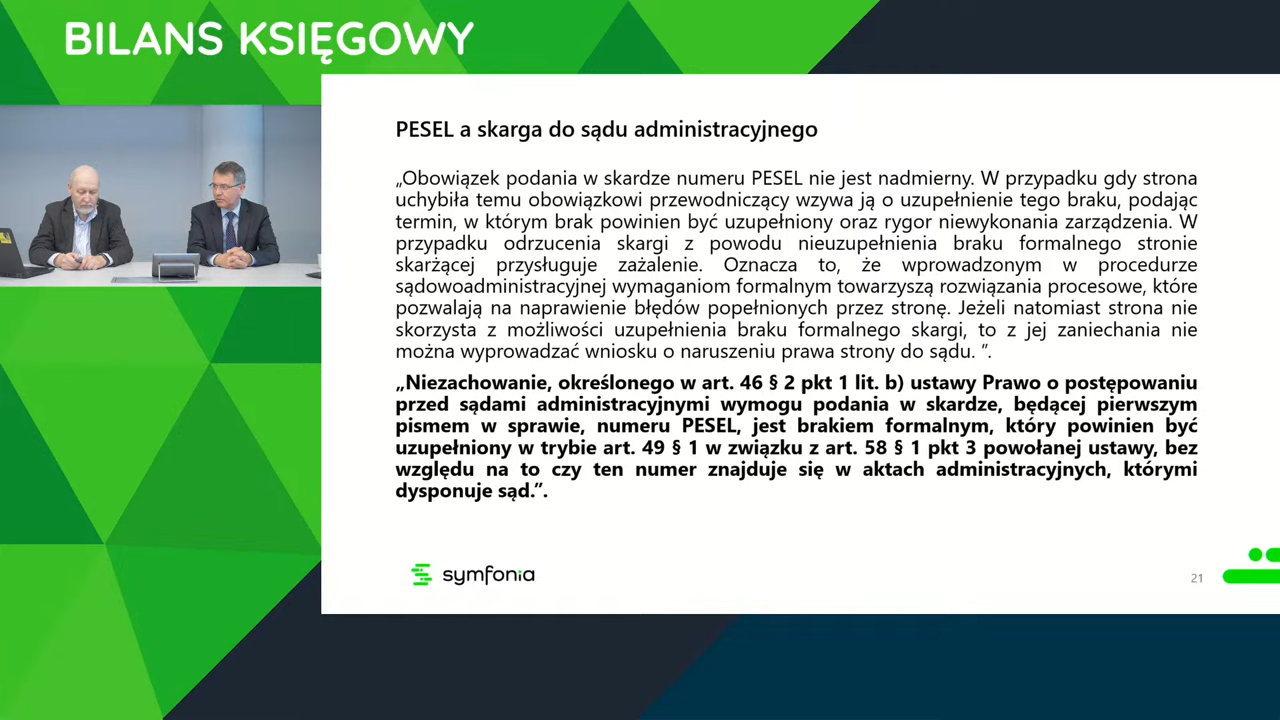 BILANS KSIĘGOWY
PESEL a skarga do sądu administracyjnego
„Obowiązek podania w skardze numeru PESEL nie jest nadmierny. W przypadku gdy strona
uchybiła temu obowiązkowi przewodniczący wzywa ją o uzupełnienie tego braku, podając
termin, w którym brak powinien być uzupełniony oraz rygor niewykonania zarządzenia. W
przypadku odrzucenia skargi z powodu nieuzupełnienia braku formalnego stronie
skarżącej przysługuje zażalenie. Oznacza to, że wprowadzonym w procedurze
sądowoadministracyjnej wymaganiom formalnym towarzyszą rozwiązania procesowe, które
pozwalają na naprawienie błędów popełnionych przez stronę. Jeżeli natomiast strona nie
skorzysta z możliwości uzupełnienia braku formalnego skargi, to z jej zaniechania nie
można wyprowadzać wniosku o naruszeniu prawa strony do sądu. ”.
„Niezachowanie, określonego w art. 46 § 2 pkt 1 lit. b) ustawy Prawo o postępowaniu
przed sądami administracyjnymi wymogu podania w skardze, będącej pierwszym
pismem w sprawie, numeru PESEL, jest brakiem formalnym, który powinien być
uzupełniony w trybie art. 49 § 1 w związku z art. 58 § 1 pkt 3 powołanej ustawy, bez
względu na to czy ten numer znajduje się w aktach administracyjnych, którymi
dysponuje sąd.”.
symfonia
21